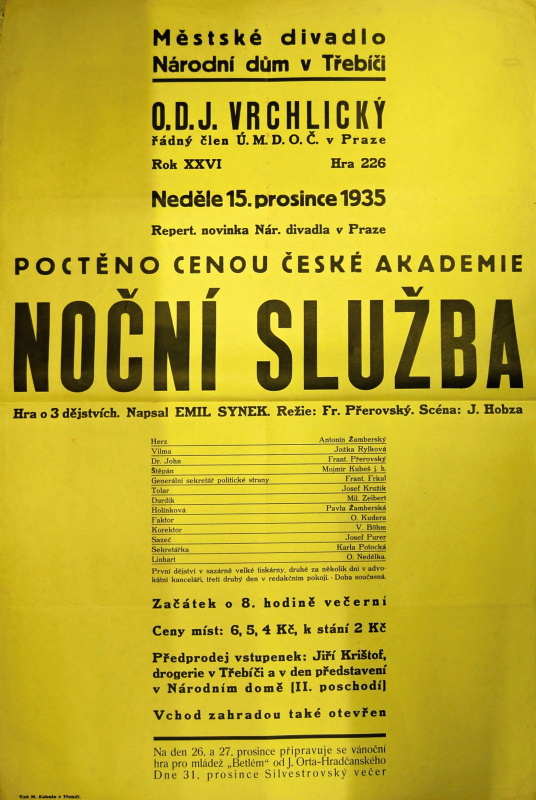 Městské divadlo
Národní dům v Třebíči
O.D.J. VRCHLICKÝ
řádný člen Ú.M.D.O.Č. v Praze
Rok XXVI Hra 226
Neděle 15. prosince 1935
Repert. novinka Nár. divadla v Praze
POCTĚNO CENOU ČESKÉ AKADEMIE
NOČNÍ SLUŽBA
Hra o 3 dějstvích. Napsal EMIL SYNEK. Režie: Fr. Přerovský. Scéna: J. Hobza
Herz Antonín Žamberský
Vilma Jožka Rylková
Dr. John Frant. Přerovský
Štěpán Mojmír Kubeš j. h.
Generální sekretář politické strany Frant. Frkal
Tolar Josef Kružík
Durdík Mil. Zeibert
Holinková Pavla Žamberská
Faktor O. Kudera
Korektor V. Böhm
Sazeč Josef Purer
Sekretářka Karla Potocká
Linhart O. Nedělka.
První dějství v sazárně velké tiskárny, druhé za několik dní v advo-
kátní kanceláři, třetí druhý den v redakčním pokoji. - Doba současná.
Začátek o 8. hodině večerní
Ceny míst: 6, 5, 4 Kč, k stání 2 Kč
Předprodej vstupenek: Jiří Krištof,
drogerie v Třebíči a v den představení
v Národním domě (II. poschodí)
Vchod zahradou také otevřen
Na den 26. a 27. prosince připravuje se vánoční
hra pro mládež „Betlém" od J. Orta-Hradčanského
Dne 31. prosince Silvestrovský večer
Tisk M. Kubeše v Třebíči.